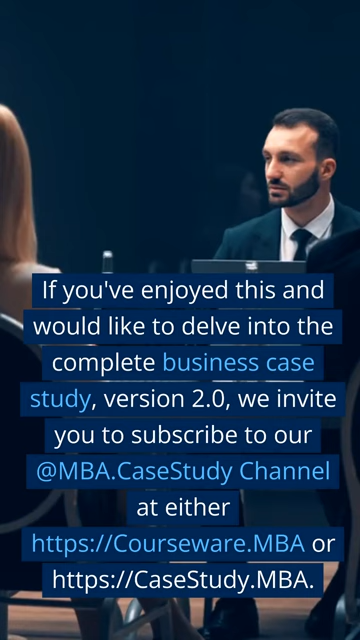 If you've enjoyed this and
would like to delve into the
complete business case
study, version 2.0, we invite
you to subscribe to our
@MBA.CaseStudy Channel
at either
https://Courseware.MBA or
https://CaseStudy.MBA.